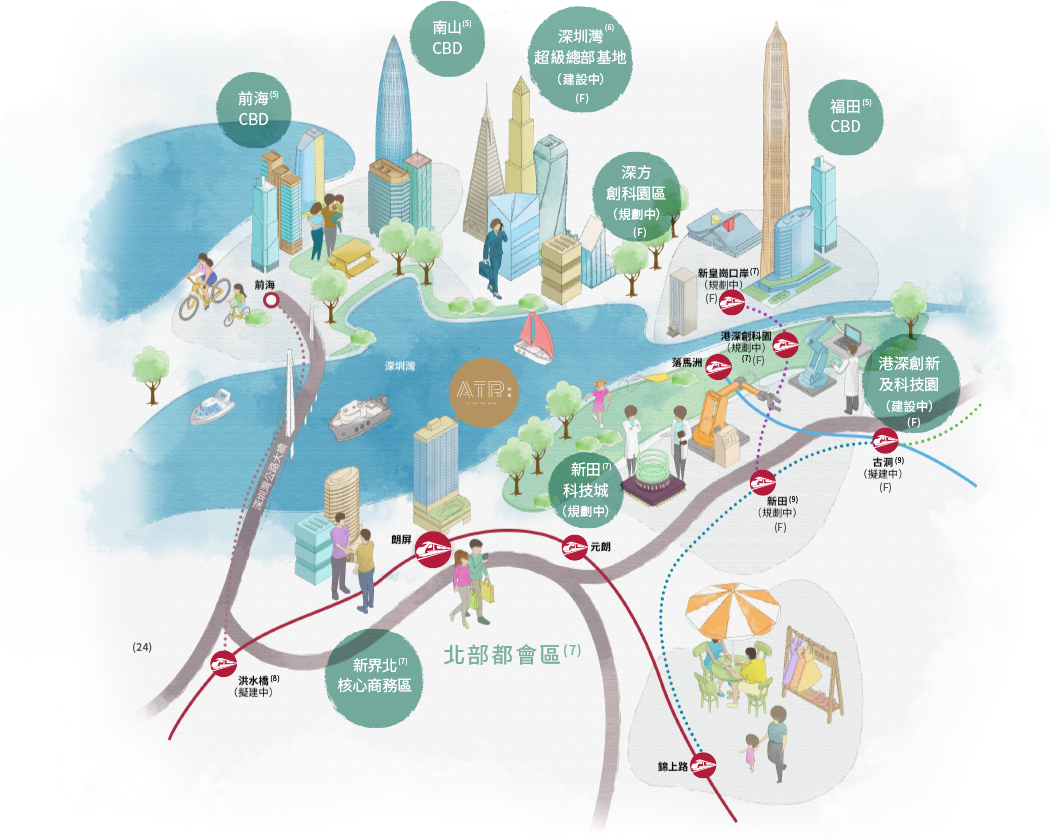 南山(5)
CBD
深圳灣(6)
超級總部基地
(建設中)
(F)
前海(5)
CBD
福田(5)
CBD
深方
創科園區
(規劃中)
(F)
新皇崗口岸(7)
(規劃中)
(F)
前海
港深創科園
(規劃中)
(7)(F)
落馬洲
深圳灣
港深創新
及科技園
(建設中)
(F)
ATR
深圳灣公路大橋
新田(7)
科技城
(規劃中)
古洞(9)
(擬建中)
(F)
新田(9)
(規劃中)
(F)
朗屏
元朗
(24)
北部都會區(7)
新界北(7)
核心商務區
洪水橋(8)
(擬建中)
SALE
錦上路